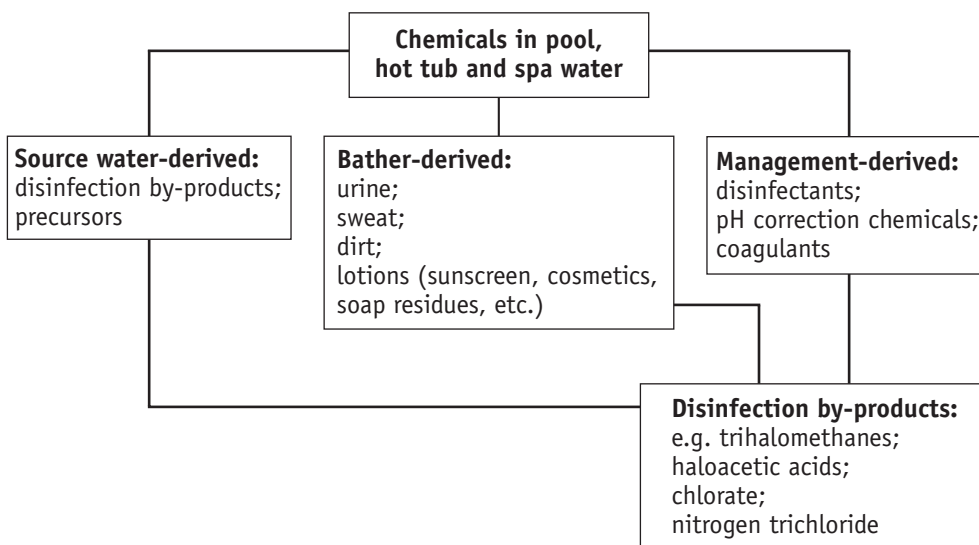 Chemicals in pool,
hot tub and spa water
Source water-derived:
disinfection by-products;
precursors
Bather-derived:
urine;
sweat;
dirt;
lotions (sunscreen, cosmetics,
soap residues, etc.)
Management-derived:
disinfectants;
pH correction chemicals;
coagulants
Disinfection by-products:
e.g. trihalomethanes;
haloacetic acids;
chlorate;
nitrogen trichloride